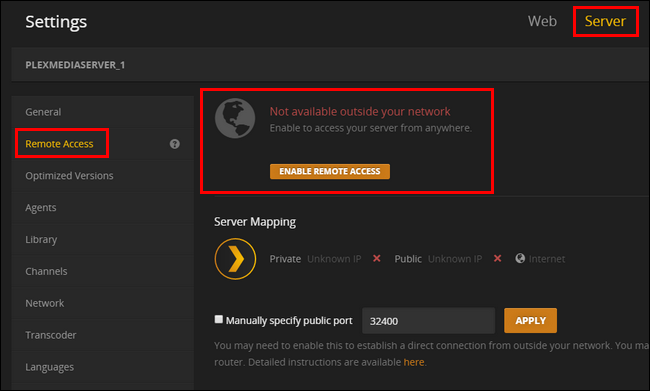 Settings
Web
Server
PLEXMEDIASERVER_1
General
Remote Access
?
Optimized Versions
Agents
Library
Channels
Network
Transcoder
Languages
Not available outside your network
Enable to access your server from anywhere.
ENABLE REMOTE ACCESS
Server Mapping
Private Unknown IP Public Unknown IP Internet
Manually specify public port 32400 APPLY
You may need to enable this to establish a direct connection from outside your network. You ma
router. Detailed instructions are available here.